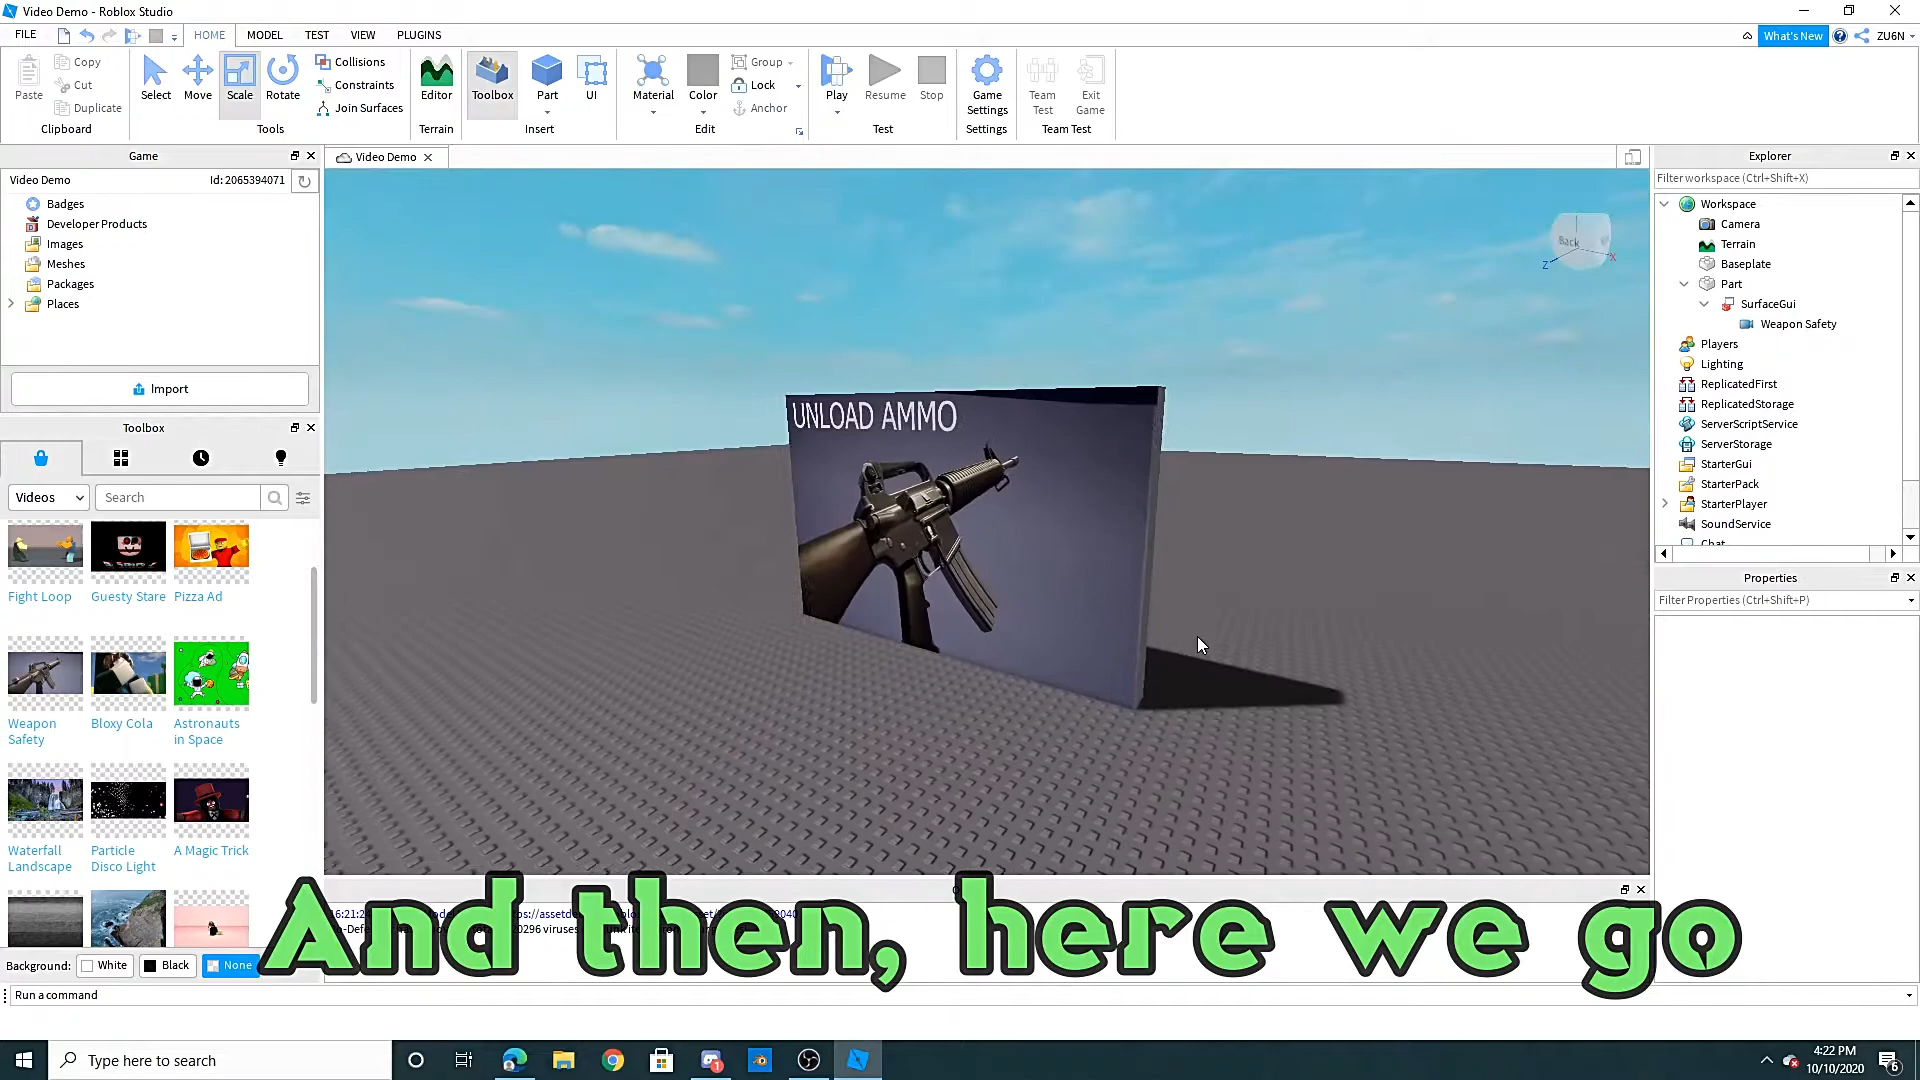 Video Demo - Roblox Studio
FILE
HOME
MODEL
TEST
VIEW
PLUGINS
What's New
ZU6N
Paste
Copy
Cut
Duplicate
Clipboard
Select
Move
Scale
Rotate
Collisions
Constraints
Join Surfaces
Tools
Editor
Terrain
Toolbox
Part
UI
Insert
Material
Color
Group
Lock
Anchor
Edit
Play
Resume
Stop
Test
Game
Settings
Settings
Team
Test
Exit
Game
Team Test
Game
Video Demo
Id: 2065394071
Badges
Developer Products
Images
Meshes
Packages
Places
Import
Toolbox
Videos
Search
Fight Loop
Guesty Stare
Pizza Ad
Weapon
Safety
Bloxy Cola
Astronauts
in Space
Waterfall
Landscape
Particle
Disco Light
A Magic Trick
Background:
White
Black
None
Video Demo
Back
Z
X
UNLOAD AMMO
Explorer
Filter workspace (Ctrl+Shift+X)
Workspace
Camera
Terrain
Baseplate
Part
SurfaceGui
Weapon Safety
Players
Lighting
ReplicatedFirst
ReplicatedStorage
ServerScriptService
ServerStorage
StarterGui
StarterPack
StarterPlayer
SoundService
Chat
Properties
Filter Properties (Ctrl+Shift+P)
And then, here we go
Run a command
Type here to search
4:22 PM
10/10/2020
6